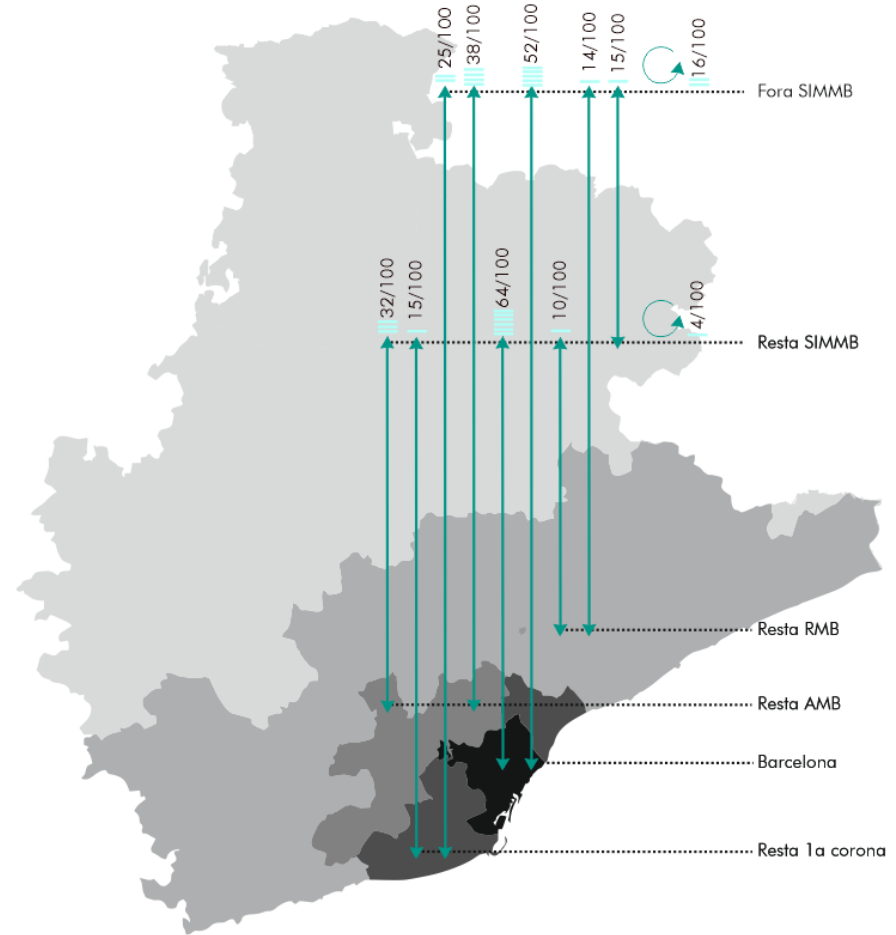 25/100
38/100
52/100
14/100
15/100
16/100
Fora SIMMB
32/100
15/100
64/100
10/100
4/100
Resta SIMMB
Resta RMB
Resta AMB
Barcelona
Resta 1a corona